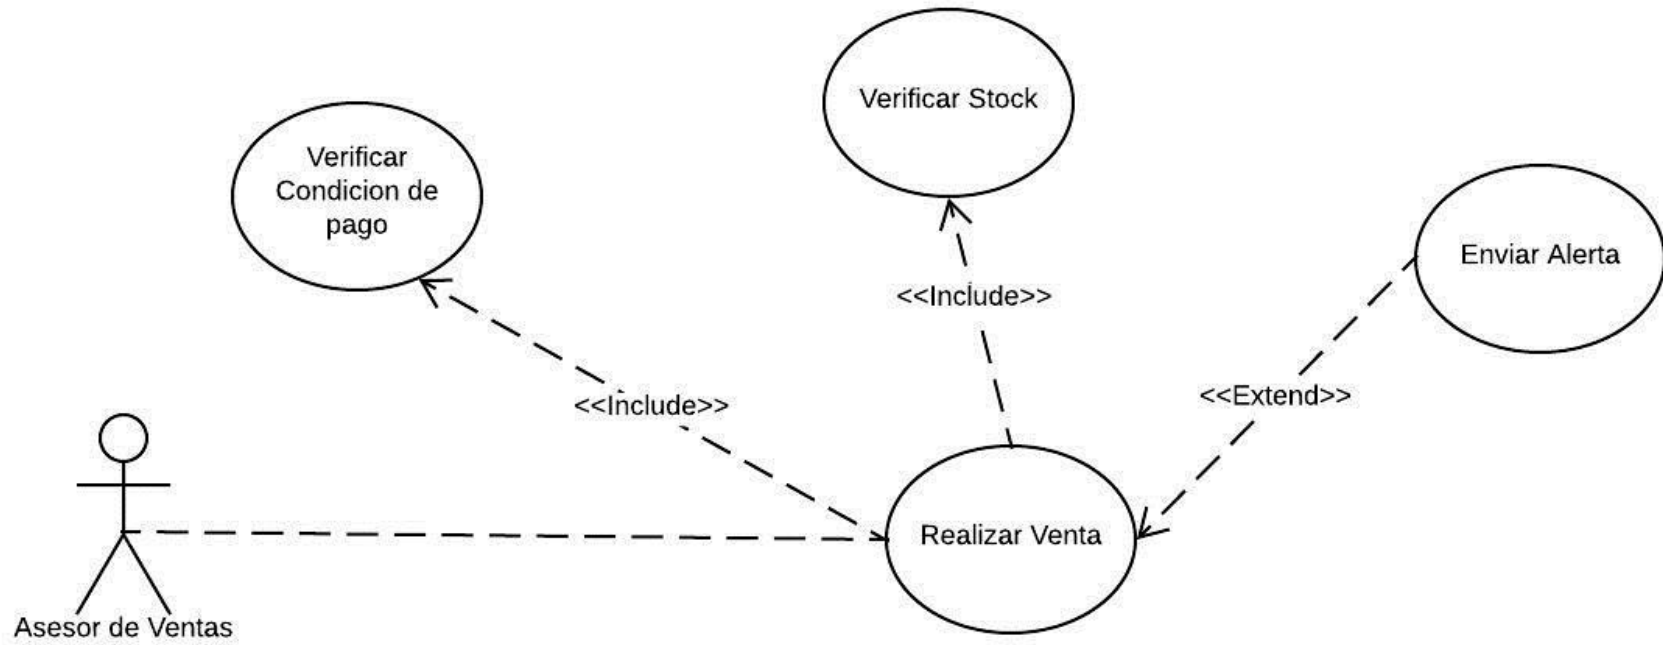 Verificar Stock
Verificar
Condicion de
pago
Enviar Alerta
<<Include>>
<<Extend>>
<<Include>>
Realizar Venta
Asesor de Ventas